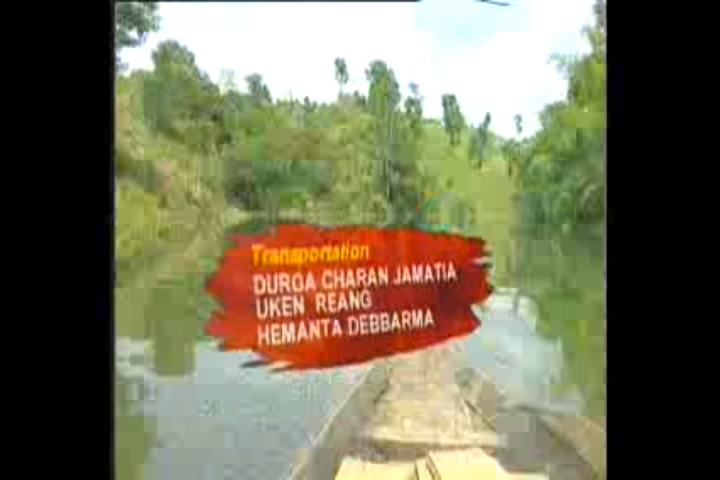 Transportation
DURGA CHARAN JAMATIA
UKEN REANG
HEMANTA DEBBARMA